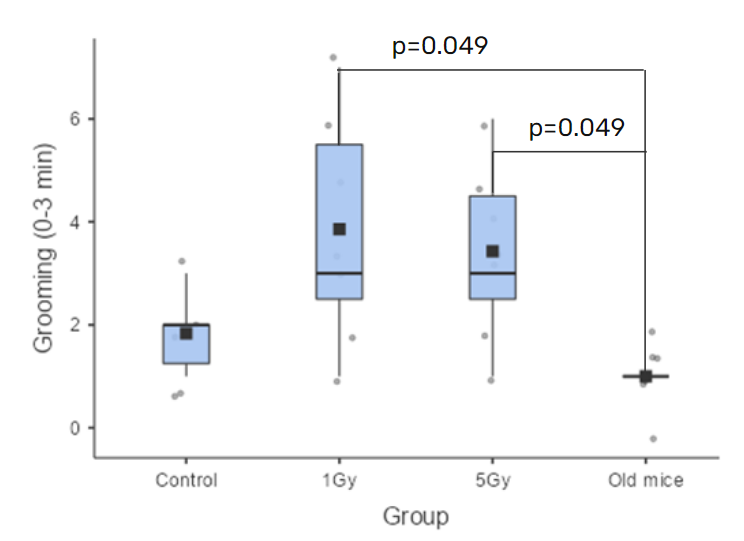 p=0.049
p=0.049
Grooming (0-3 min)
6
4
2
0
Control 1Gy 5Gy Old mice
Group